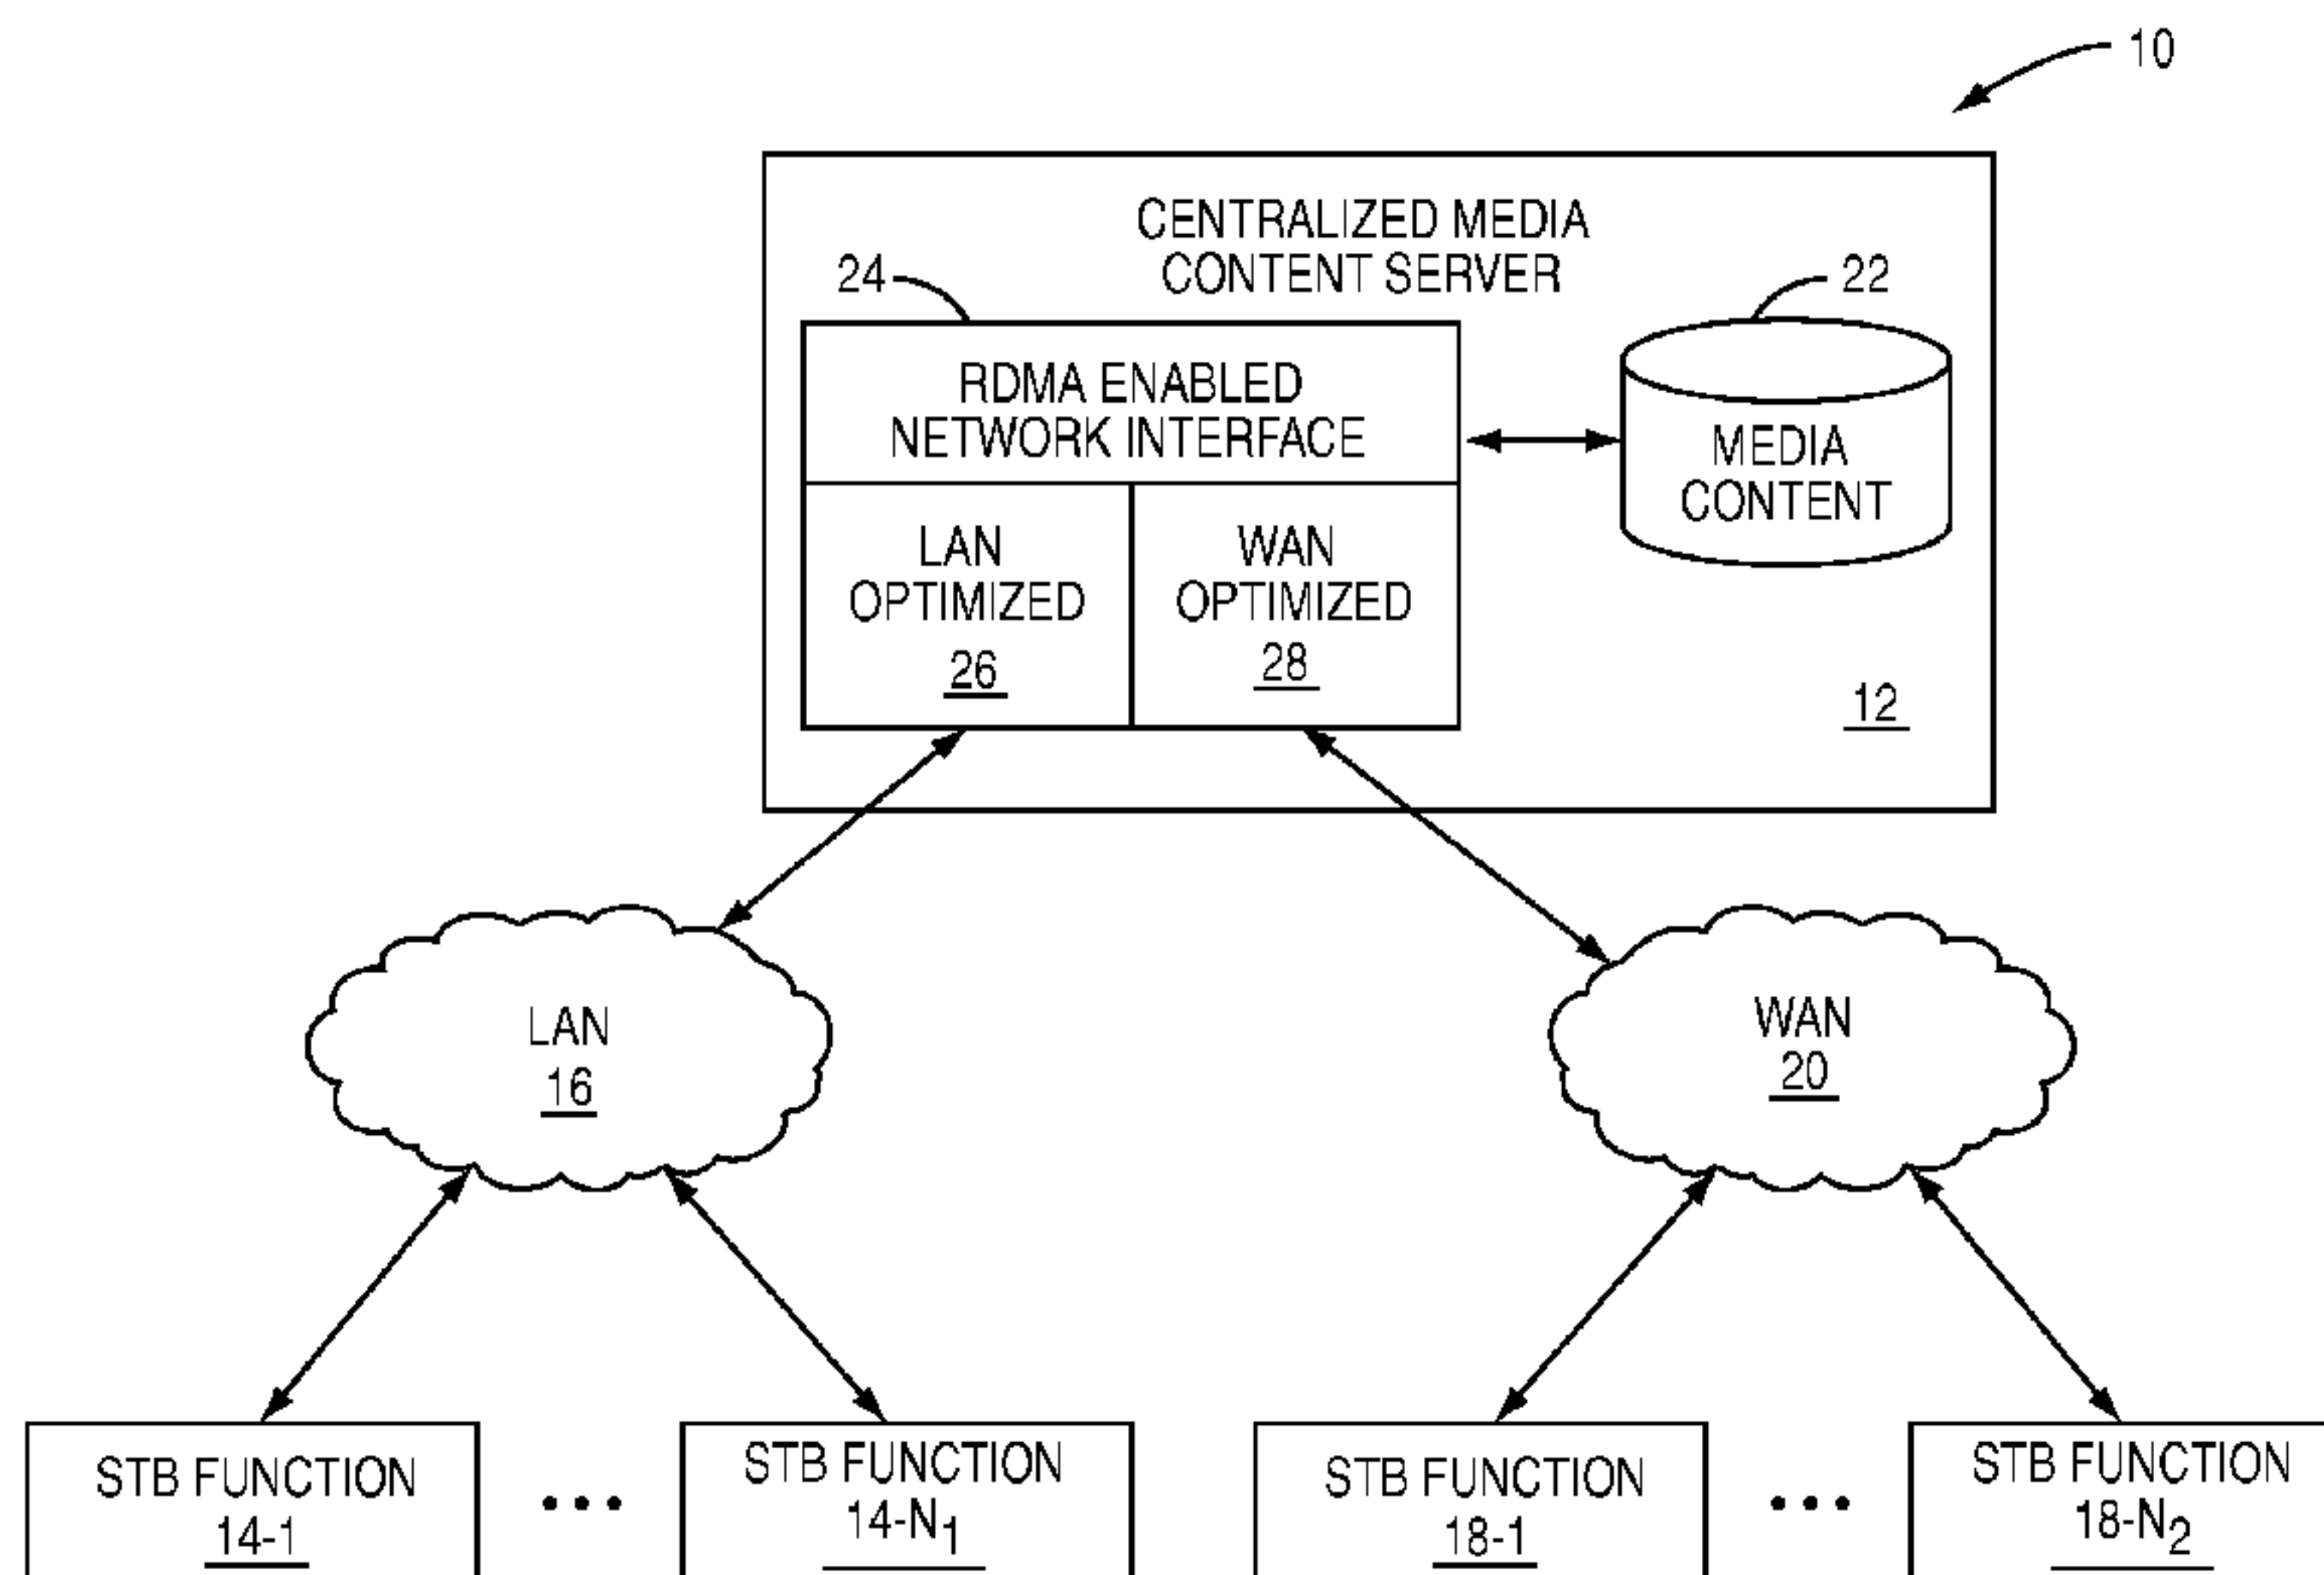 10
CENTRALIZED MEDIA
CONTENT SERVER
24
22
RDMA ENABLED
NETWORK INTERFACE
MEDIA
CONTENT
LAN
OPTIMIZED
26
WAN
OPTIMIZED
28
12
LAN
16
WAN
20
STB FUNCTION
14-1
...
STB FUNCTION
14-N1
STB FUNCTION
18-1
...
STB FUNCTION
18-N2